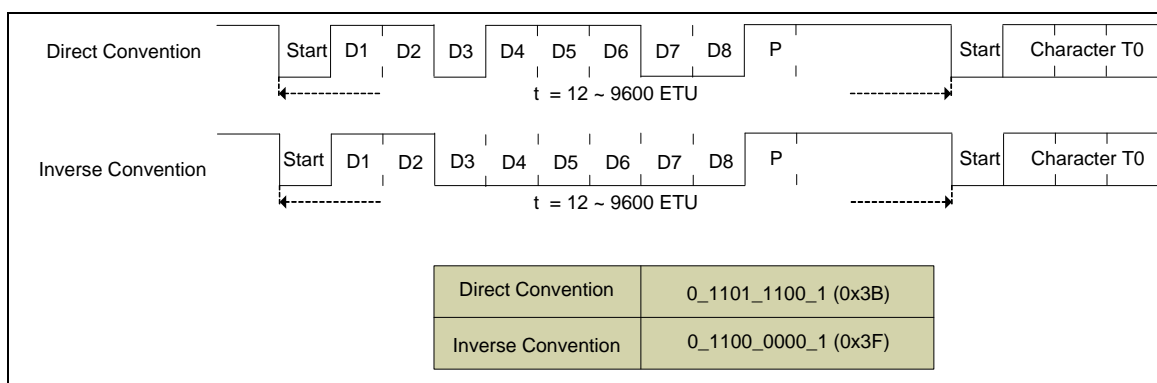 Direct Convention Start D1 D2 D3 D4 D5 D6 D7 D8 P Start Character T0
t = 12 ~ 9600 ETU
Inverse Convention Start D1 D2 D3 D4 D5 D6 D7 D8 P Start Character T0
t = 12 ~ 9600 ETU
Direct Convention 0_1101_1100_1 (0x3B)
Inverse Convention 0_1100_0000_1 (0x3F)